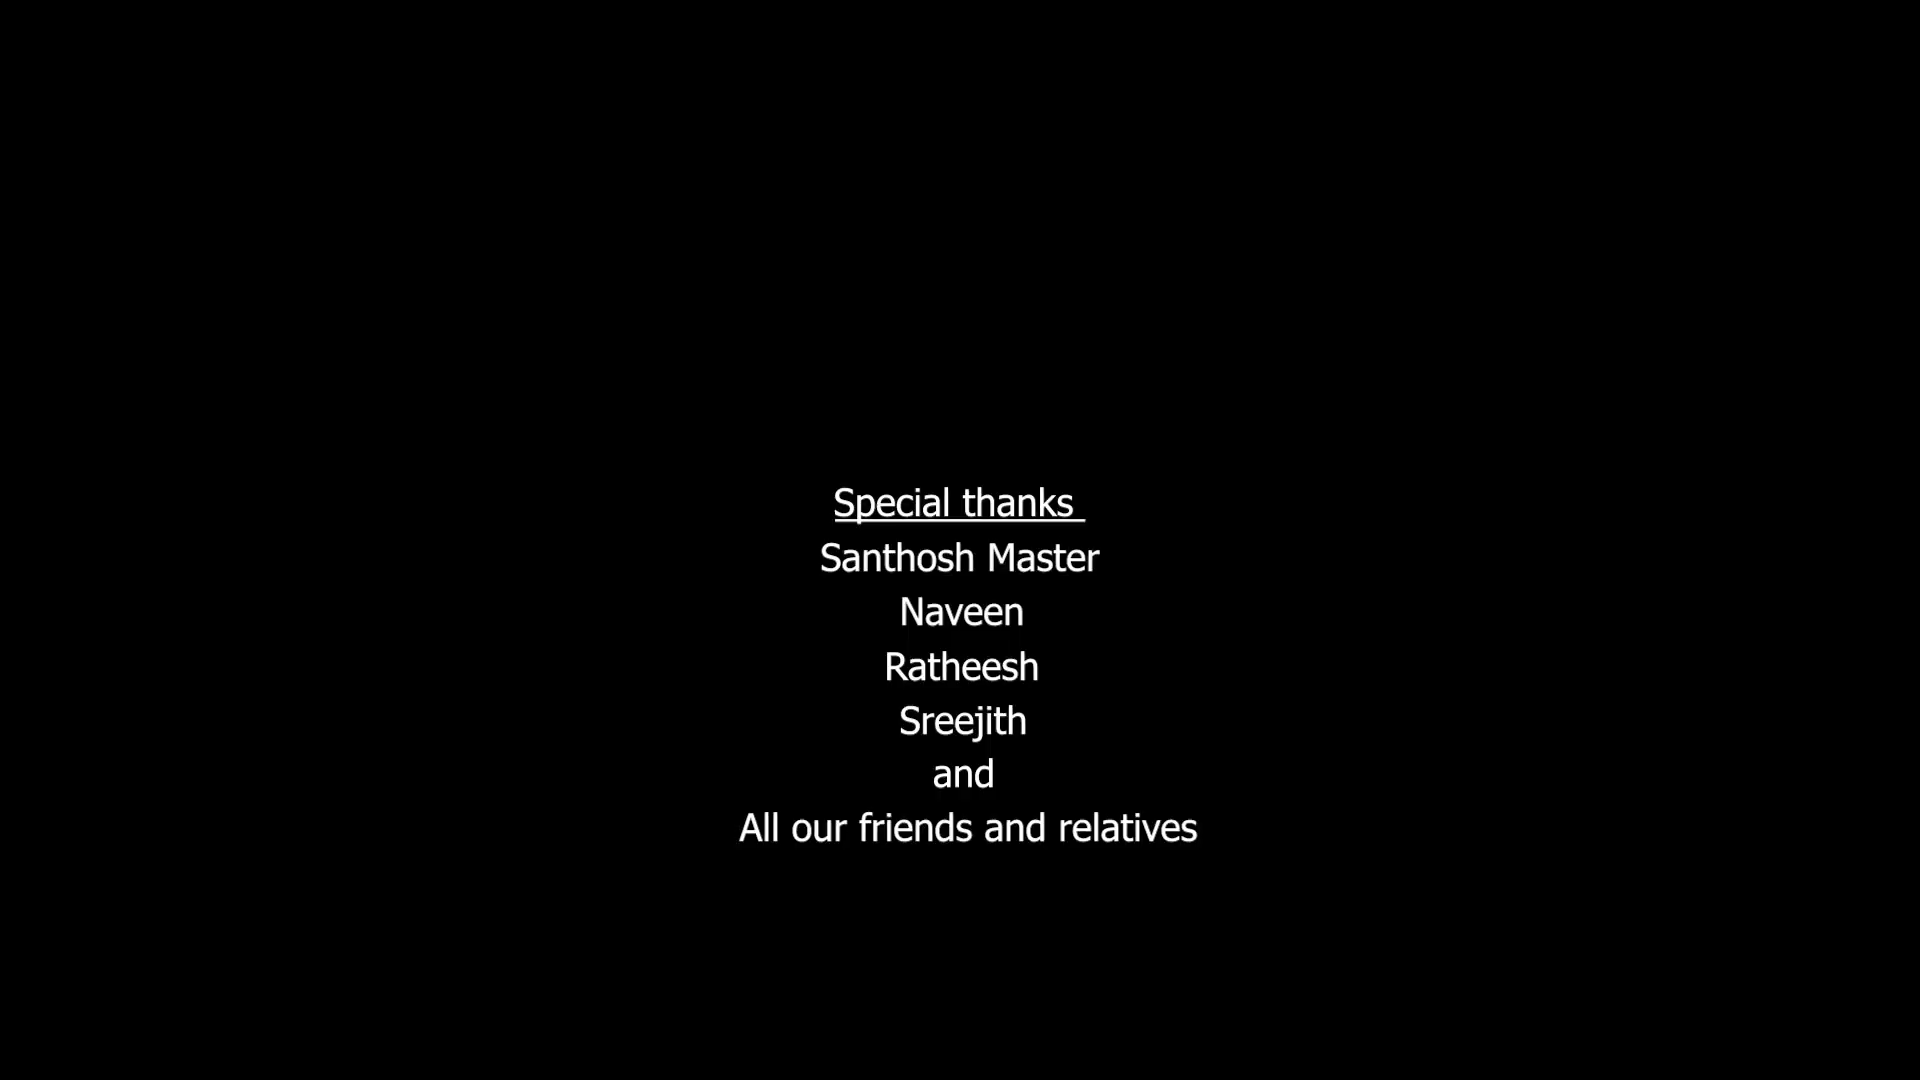 Special thanks
Santhosh Master
Naveen
Ratheesh
Sreejith
and
All our friends and relatives